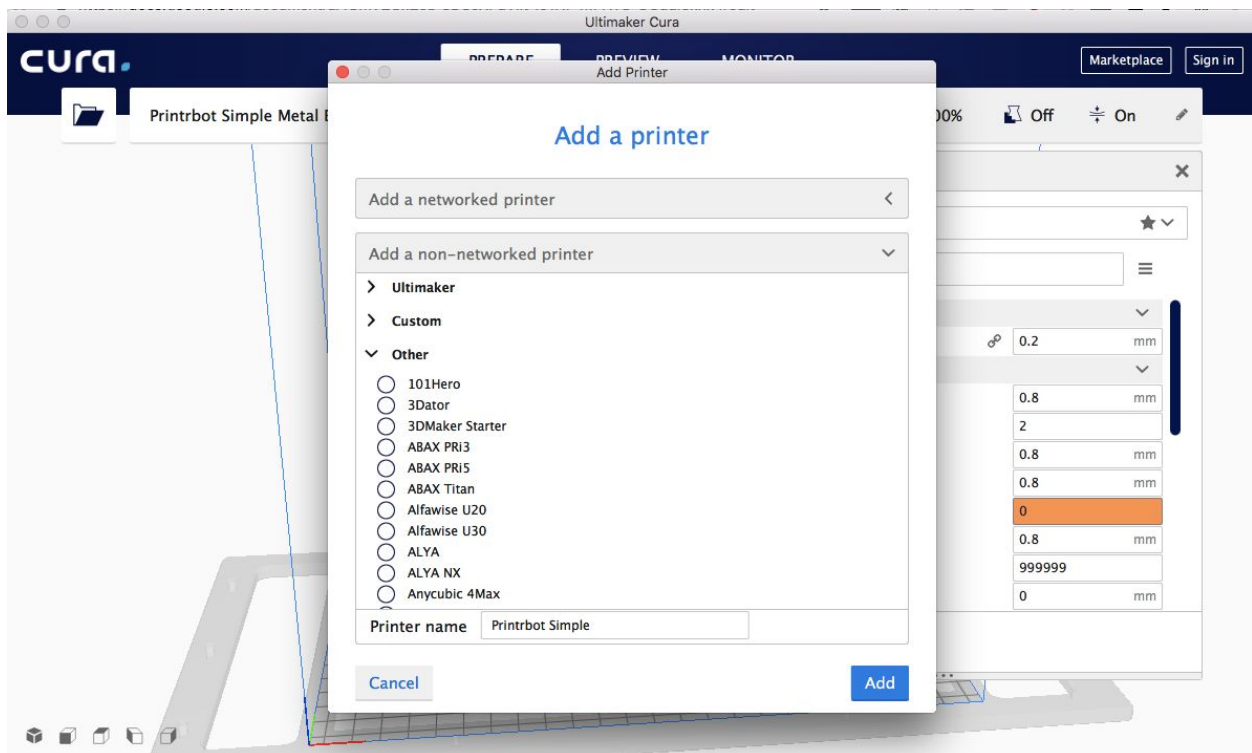 Ultimaker Cura
cura.
PREPARE PREVIEW MONITOR
Marketplace
Sign in
Add Printer
Printrbot Simple Metal
Off
On
Add a printer
Add a networked printer
Add a non-networked printer
Ultimaker
Custom
Other
101Hero
3Dator
3DMaker Starter
ABAX PRi3
ABAX PRi5
ABAX Titan
Alfawise U20
Alfawise U30
ALYA
ALYA NX
Anycubic 4Max
Printer name Printrbot Simple
Cancel
Add
0.2 mm
0.8 mm
2
0.8 mm
0.8 mm
0
0.8 mm
999999
0 mm